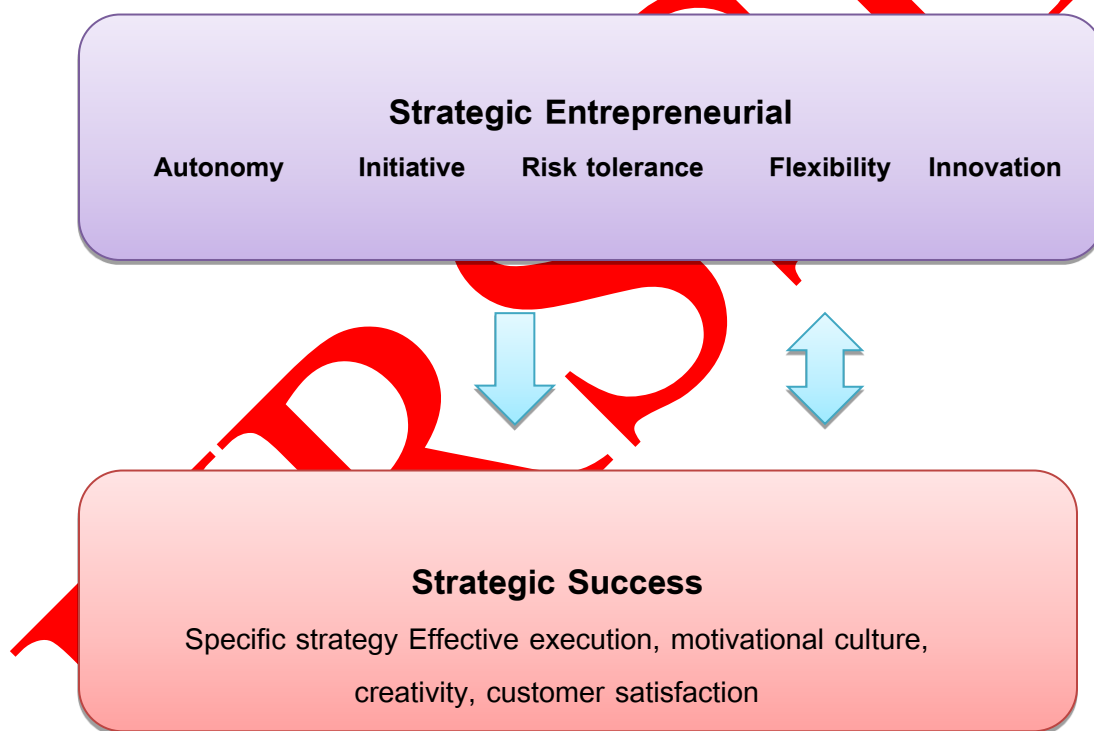 Strategic Entrepreneurial
Autonomy Initiative Risk tolerance Flexibility Innovation
Strategic Success
Specific strategy Effective execution, motivational culture,
creativity, customer satisfaction